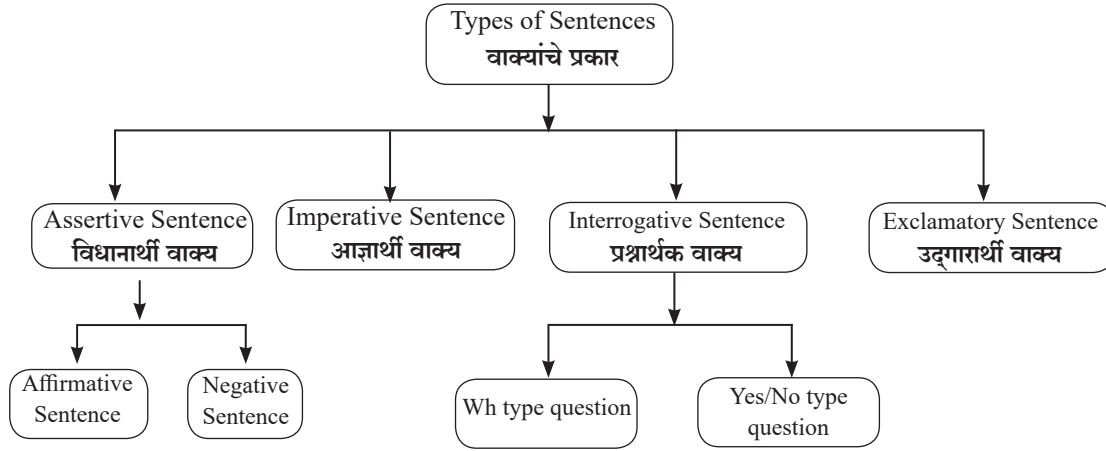 Types of Sentences
वाक्यांचे प्रकार
Assertive Sentence
विधानार्थी वाक्य
Imperative Sentence
आज्ञार्थी वाक्य
Interrogative Sentence
प्रश्नार्थक वाक्य
Exclamatory Sentence
उद्‌गारार्थी वाक्य
Affirmative
Sentence
Negative
Sentence
Wh type question
Yes/No type
question